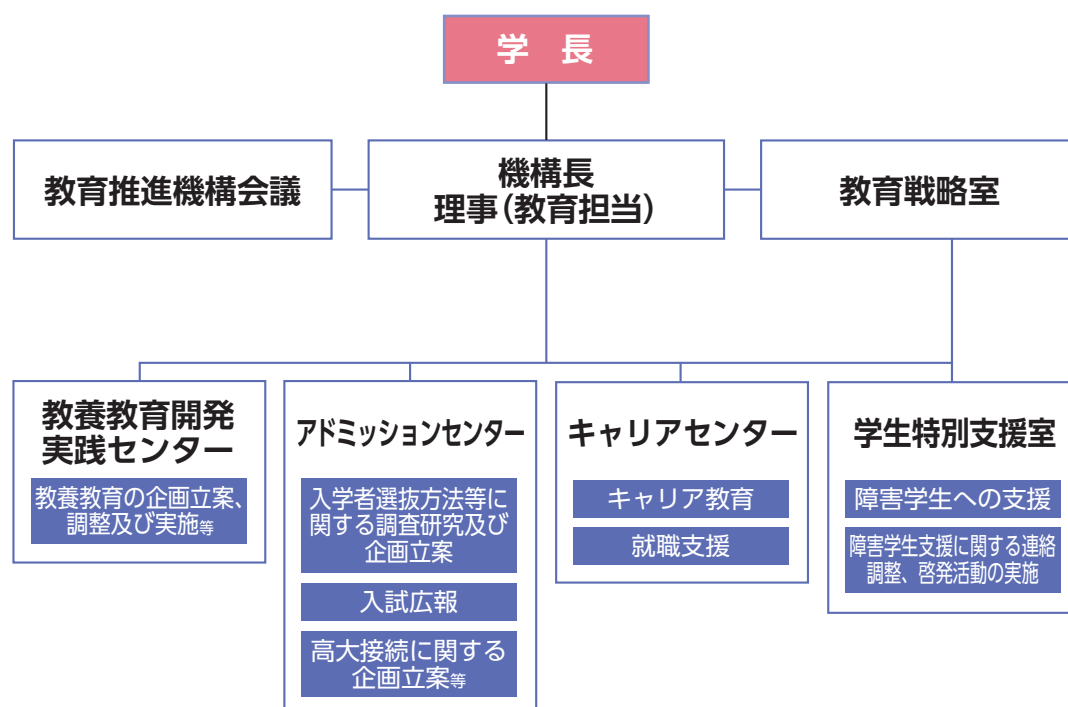 学　長
教育推進機構会議
機構長
理事（教育担当）
教育戦略室
教養教育開発
実践センター
教養教育の企画立案、
調整及び実施等
アドミッションセンター
入学者選抜方法等に
関する調査研究及び
企画立案
入試広報
高大接続に関する
企画立案等
キャリアセンター
キャリア教育
就職支援
学生特別支援室
障害学生への支援
障害学生支援に関する連絡
調整、啓発活動の実施